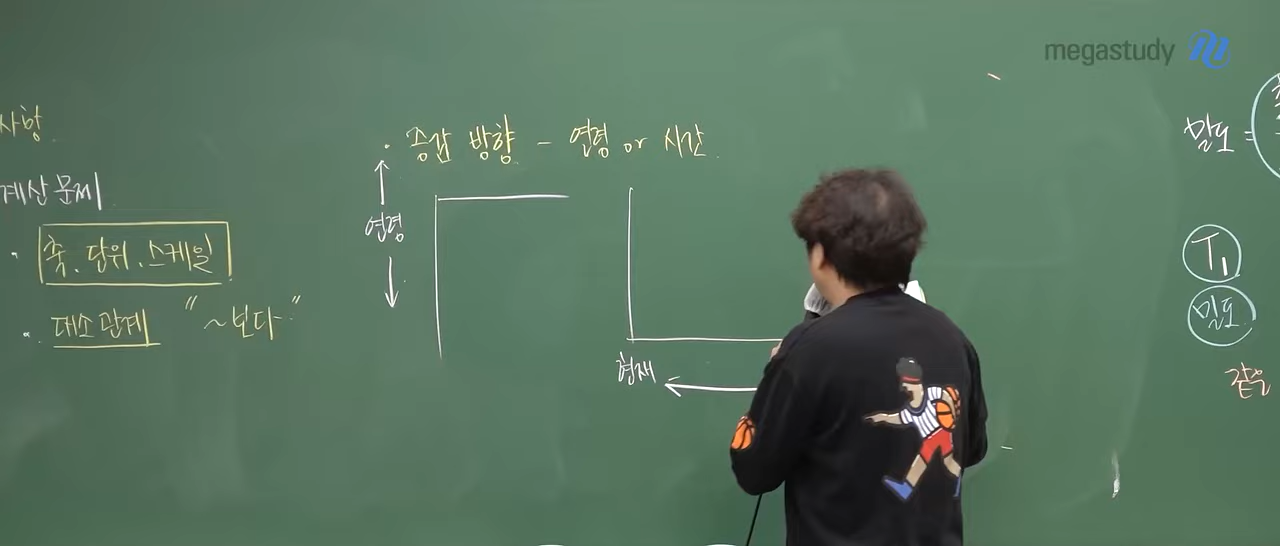 megastudy
사항
계산 문제
· 축. 단위. 스케일
· 대소 관계 "~보다"
· 증감 방향 - 연령 or 시간
연령
현재
밀도 =
T1
밀도
같은